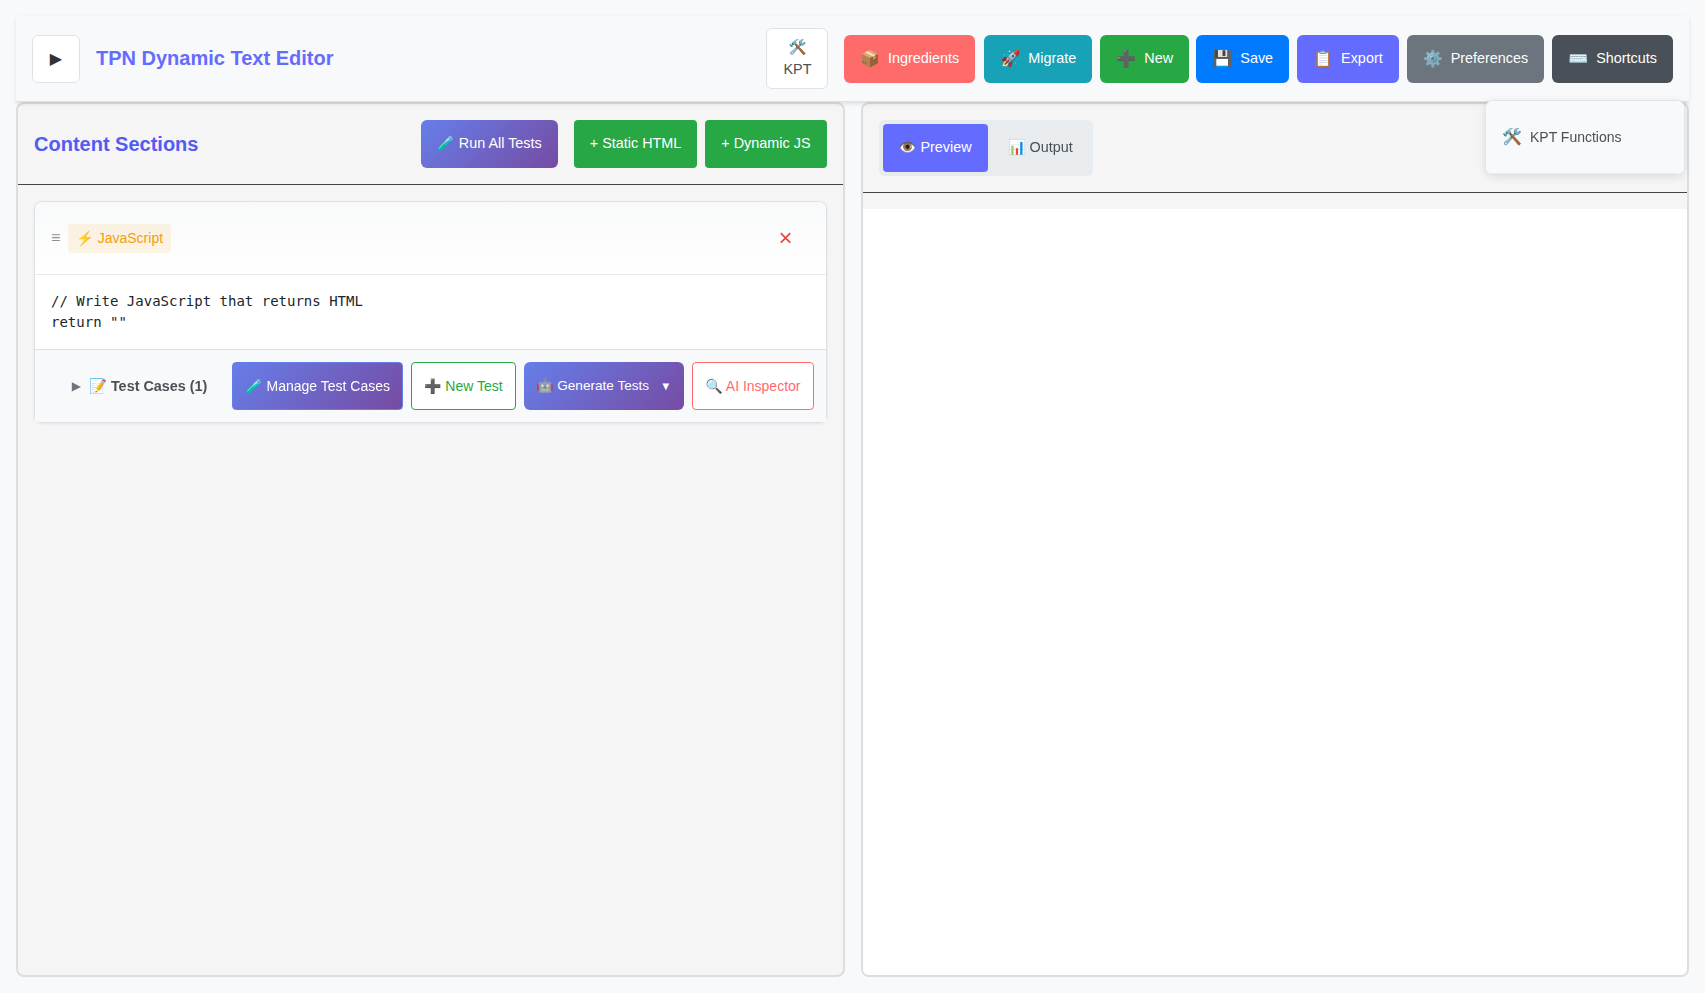 ▶ TPN Dynamic Text Editor
🛠️ KPT
📦 Ingredients
🚀 Migrate
➕ New
💾 Save
📋 Export
⚙️ Preferences
⌨️ Shortcuts
🛠️ KPT Functions
Content Sections
🧪 Run All Tests
+ Static HTML
+ Dynamic JS
≡ ⚡ JavaScript
✕
// Write JavaScript that returns HTML
return ""
▶ 📝 Test Cases (1)
🧪 Manage Test Cases
➕ New Test
🤖 Generate Tests ▼
🔍 AI Inspector
👁️ Preview
📊 Output